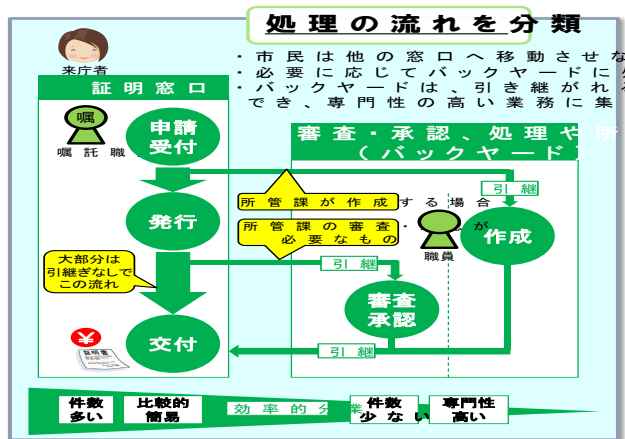 処理の流れを分類
・市民は他の窓口へ移動させな
・必要に応じてバックヤードに
・バックヤードは、引き継がれ
でき、専門性の高い業務に集
来庁者
証明窓口
嘱
嘱託職
申請
受付
審査・承認、処理や所
(バックヤード)
引継
所管課が作成する場合
発行
所管課の審査・
必要なもの
が
職員
作成
大部分は
引継ぎなしで
この流れ
引継
審査
承認
¥
証明書
交付
引継
件数
多い
比較的
簡易
効率的分業
件数
少ない
専門性
高い